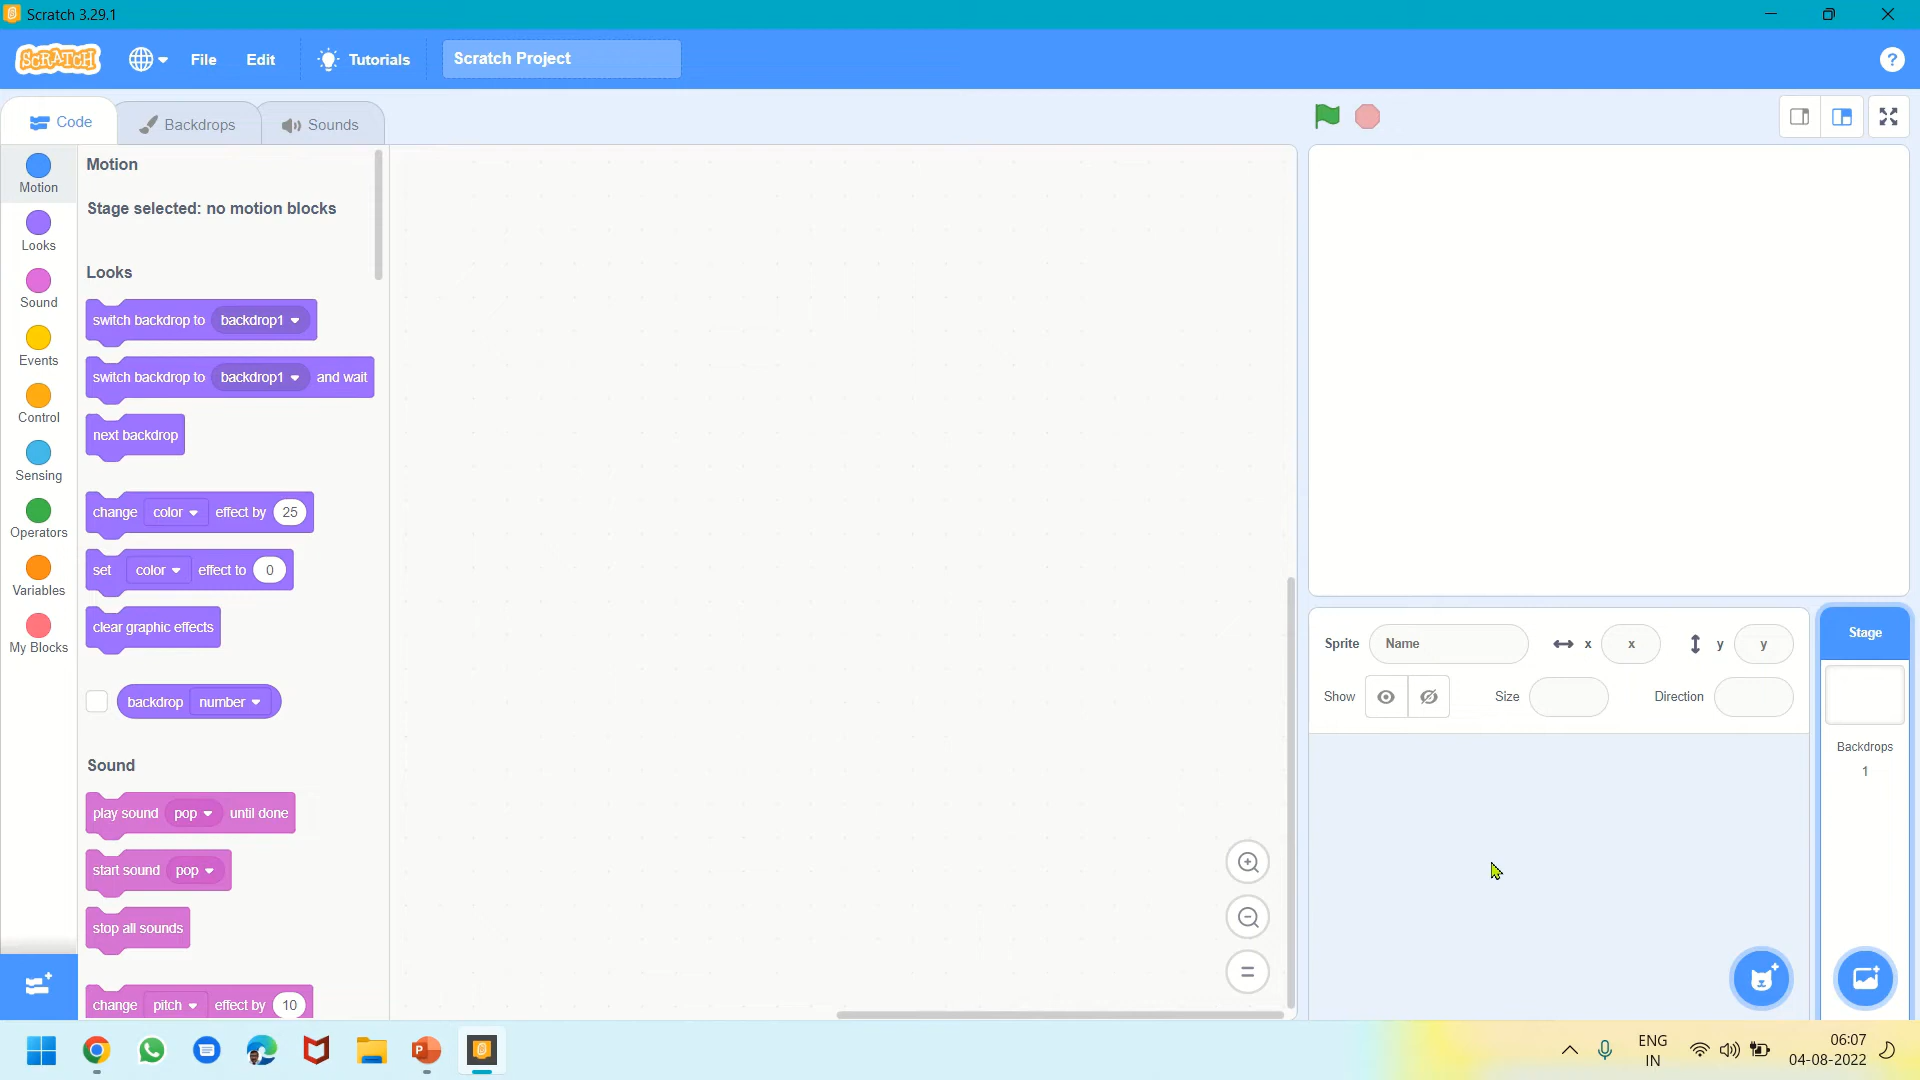 Scratch 3.29.1
SCRATCH File Edit Tutorials Scratch Project ?
Code Backdrops Sounds
Motion
Looks
Sound
Events
Control
Sensing
Operators
Variables
My Blocks
Motion
Stage selected: no motion blocks
Looks
switch backdrop to backdrop1
switch backdrop to backdrop1 and wait
next backdrop
change color effect by 25
set color effect to 0
clear graphic effects
backdrop number
Sound
play sound pop until done
start sound pop
stop all sounds
change pitch effect by 10
Sprite Name x x y y
Show Size Direction
Stage
Backdrops
1
ENG
IN
06:07
04-08-2022